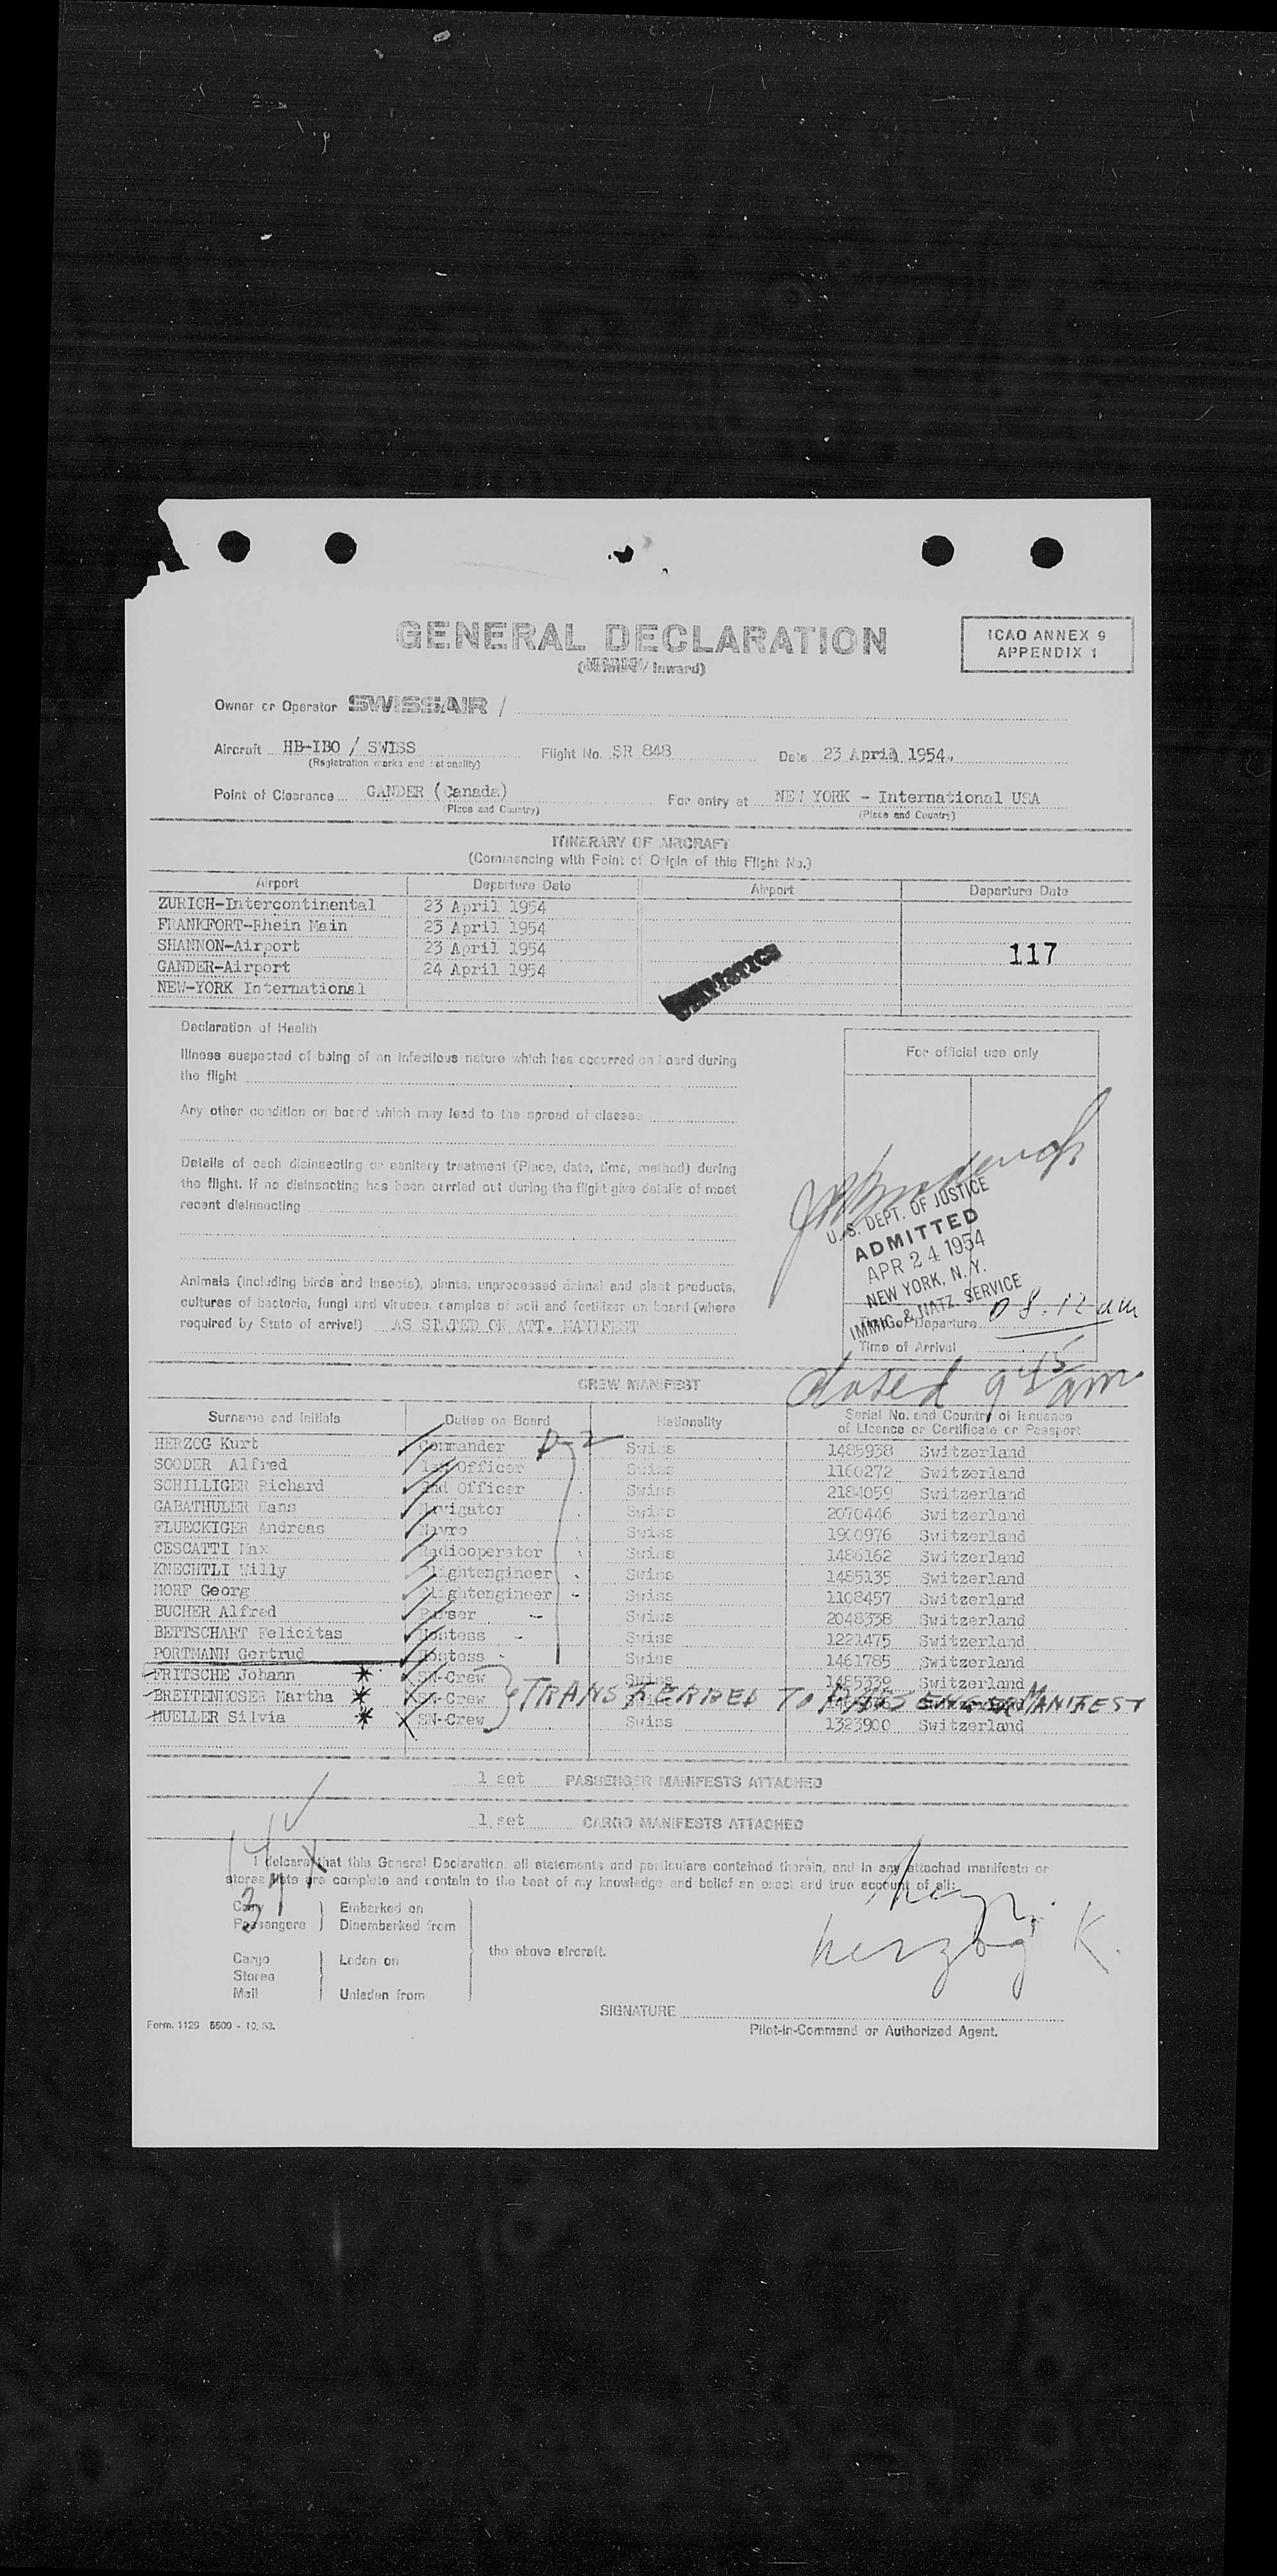 GENERAL DECLARATION
ICAO ANNEX 9
APPENDIX 1
Inward)
Owner or Operator SWISSAIR /
Aircraft HB-IBO / SWISS Flight No. SR 848 Date 23 April 1954.
(Registration marks and nationality)
Point of Clearance GANDER (Canada) For entry at NEW YORK - International USA
(Place and Country) (Place and Country)
ITINERARY OF AIRCRAFT
(Commencing with Point of Origin of this Flight No.)
Airport Departure Date Airport Departure Date
ZURICH-Intercontinental 23 April 1954
FRANKFORT-Rhein Main 23 April 1954
SHANNON-Airport 23 April 1954
117
GANDER-Airport 24 April 1954
NEW-YORK International
STATISTICS
Declaration of Health
Illness suspected of being of an infectious nature which has occurred on board during
the flight
Any other condition on board which may lead to the spread of disease
Details of each disinsecting or sanitary treatment (Place, date, time, method) during
the flight. If no disinsecting has been carried out during the flight give details of most
recent disinsecting
Animals (including birds and insects), plants, unprocessed animal and plant products,
cultures of bacteria, fungi and viruses, samples of soil and fertilizer on board (where
required by State of arrival) AS STATED ON ATT. MANIFEST
For official use only
U.S. DEPT. OF JUSTICE
ADMITTED
APR 24 1954
NEW YORK, N.Y.
IMMIG. & NATZ. SERVICE
Time of Departure 08:12 am
Time of Arrival
CREW MANIFEST
945 am
Surname and Initials Duties on Board Nationality Serial No. and Country of Issuance
of Licence or Certificate or Passport
HERZOG Kurt Commander D-2 Swiss 1485938 Switzerland
SOODER Alfred 1st Officer Swiss 1160272 Switzerland
SCHILLIGER Richard 2nd Officer Swiss 2184059 Switzerland
GABATHULER Hans Navigator Swiss 2070446 Switzerland
FLUECKIGER Andreas Navro Swiss 1900976 Switzerland
CESCATTI Max Radiooperator Swiss 1486162 Switzerland
KNECHTLI Willy Flightengineer Swiss 1485135 Switzerland
MORF Georg Flightengineer Swiss 1108457 Switzerland
BUCHER Alfred Purser Swiss 2048338 Switzerland
BETTSCHART Felicitas Hostess Swiss 1221475 Switzerland
PORTMANN Gertrud Hostess Swiss 1461785 Switzerland
FRITSCHE Johann * SN-Crew Swiss 1485339 Switzerland
BREITENMOSER Martha * SN-Crew TRANSFERRED TO PASSENGER MANIFEST
MUELLER Silvia * SN-Crew Swiss 1323900 Switzerland
1 set PASSENGER MANIFESTS ATTACHED
1 set CARGO MANIFESTS ATTACHED
I delcare that this General Declaration, all statements and particulars contained therein, and in any attached manifests or
stores lists are complete and contain to the best of my knowledge and belief an exact and true account of all:
Crew Embarked on
Passengers Disembarked from
Cargo Laden on the above aircraft.
Stores
Mail Unladen from
herzog K.
SIGNATURE
Pilot-in-Command or Authorized Agent.
Form. 1129 5500 - 10.53.